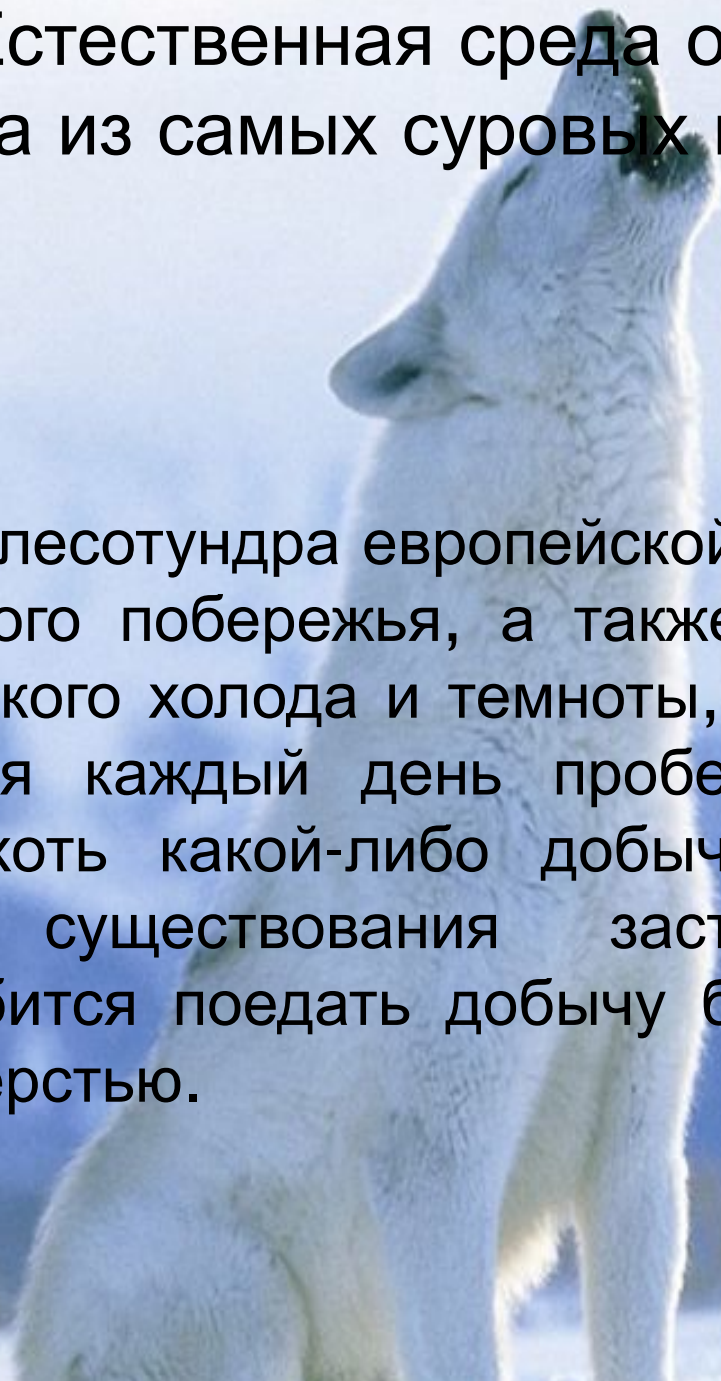 Естественная среда о
а из самых суровых
лесотундра европейской
ого побережья, а также
кого холода и темноты,
я каждый день пробе
хоть какой-либо добыч
существования заст
бится поедать добычу б
ерстью.